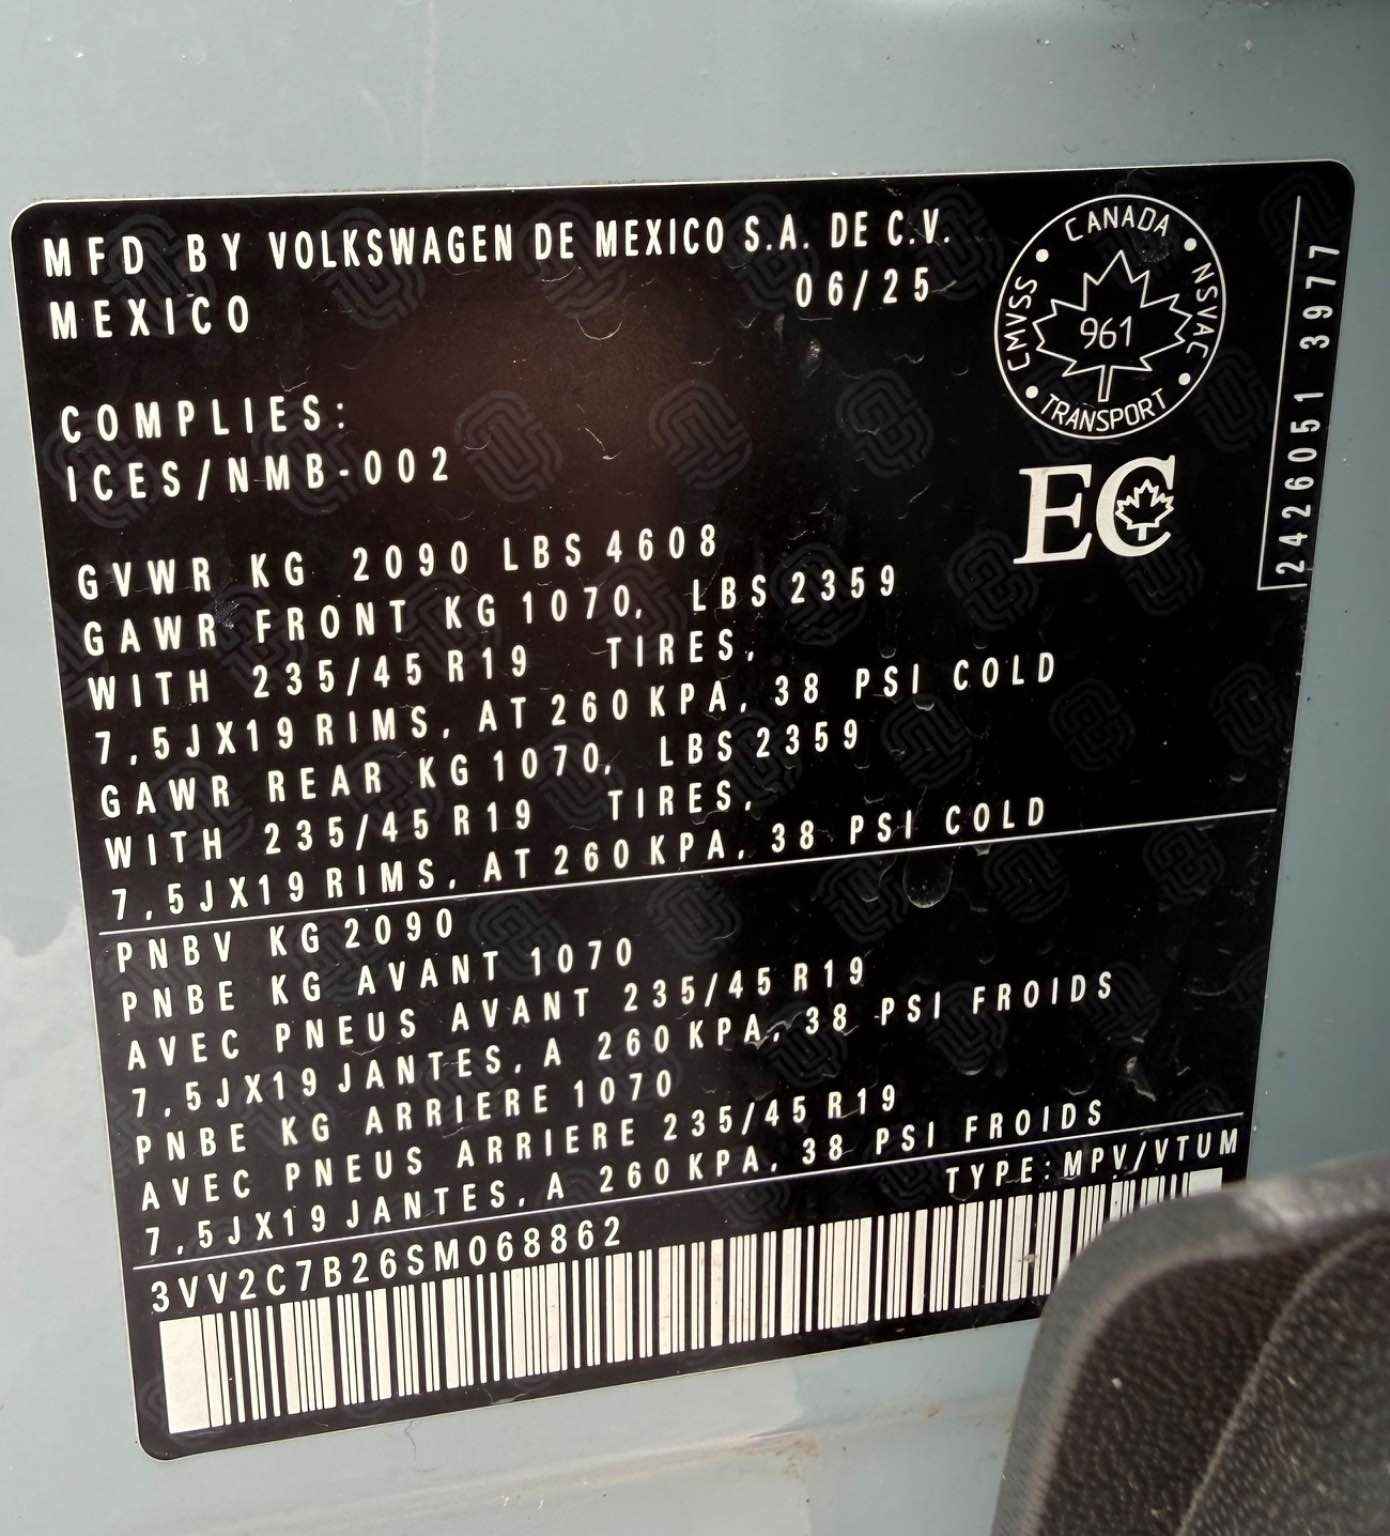 MFD BY VOLKSWAGEN DE MEXICO S.A. DE C.V.
MEXICO 06/25
CANADA
NSVAC
TRANSPORT
CMVSS
961
2426051 3977
COMPLIES:
ICES/NMB-002
EC
GVWR KG 2090 LBS 4608
GAWR FRONT KG 1070, LBS 2359
WITH 235/45 R19 TIRES,
7,5JX19 RIMS, AT 260 KPA, 38 PSI COLD
GAWR REAR KG 1070, LBS 2359
WITH 235/45 R19 TIRES,
7,5JX19 RIMS, AT 260 KPA, 38 PSI COLD
PNBV KG 2090
PNBE KG AVANT 1070
AVEC PNEUS AVANT 235/45 R19
7,5JX19 JANTES, A 260 KPA, 38 PSI FROIDS
PNBE KG ARRIERE 1070
AVEC PNEUS ARRIERE 235/45 R19
7,5JX19 JANTES, A 260 KPA, 38 PSI FROIDS
3VV2C7B26SM068862 TYPE: MPV/VTUM